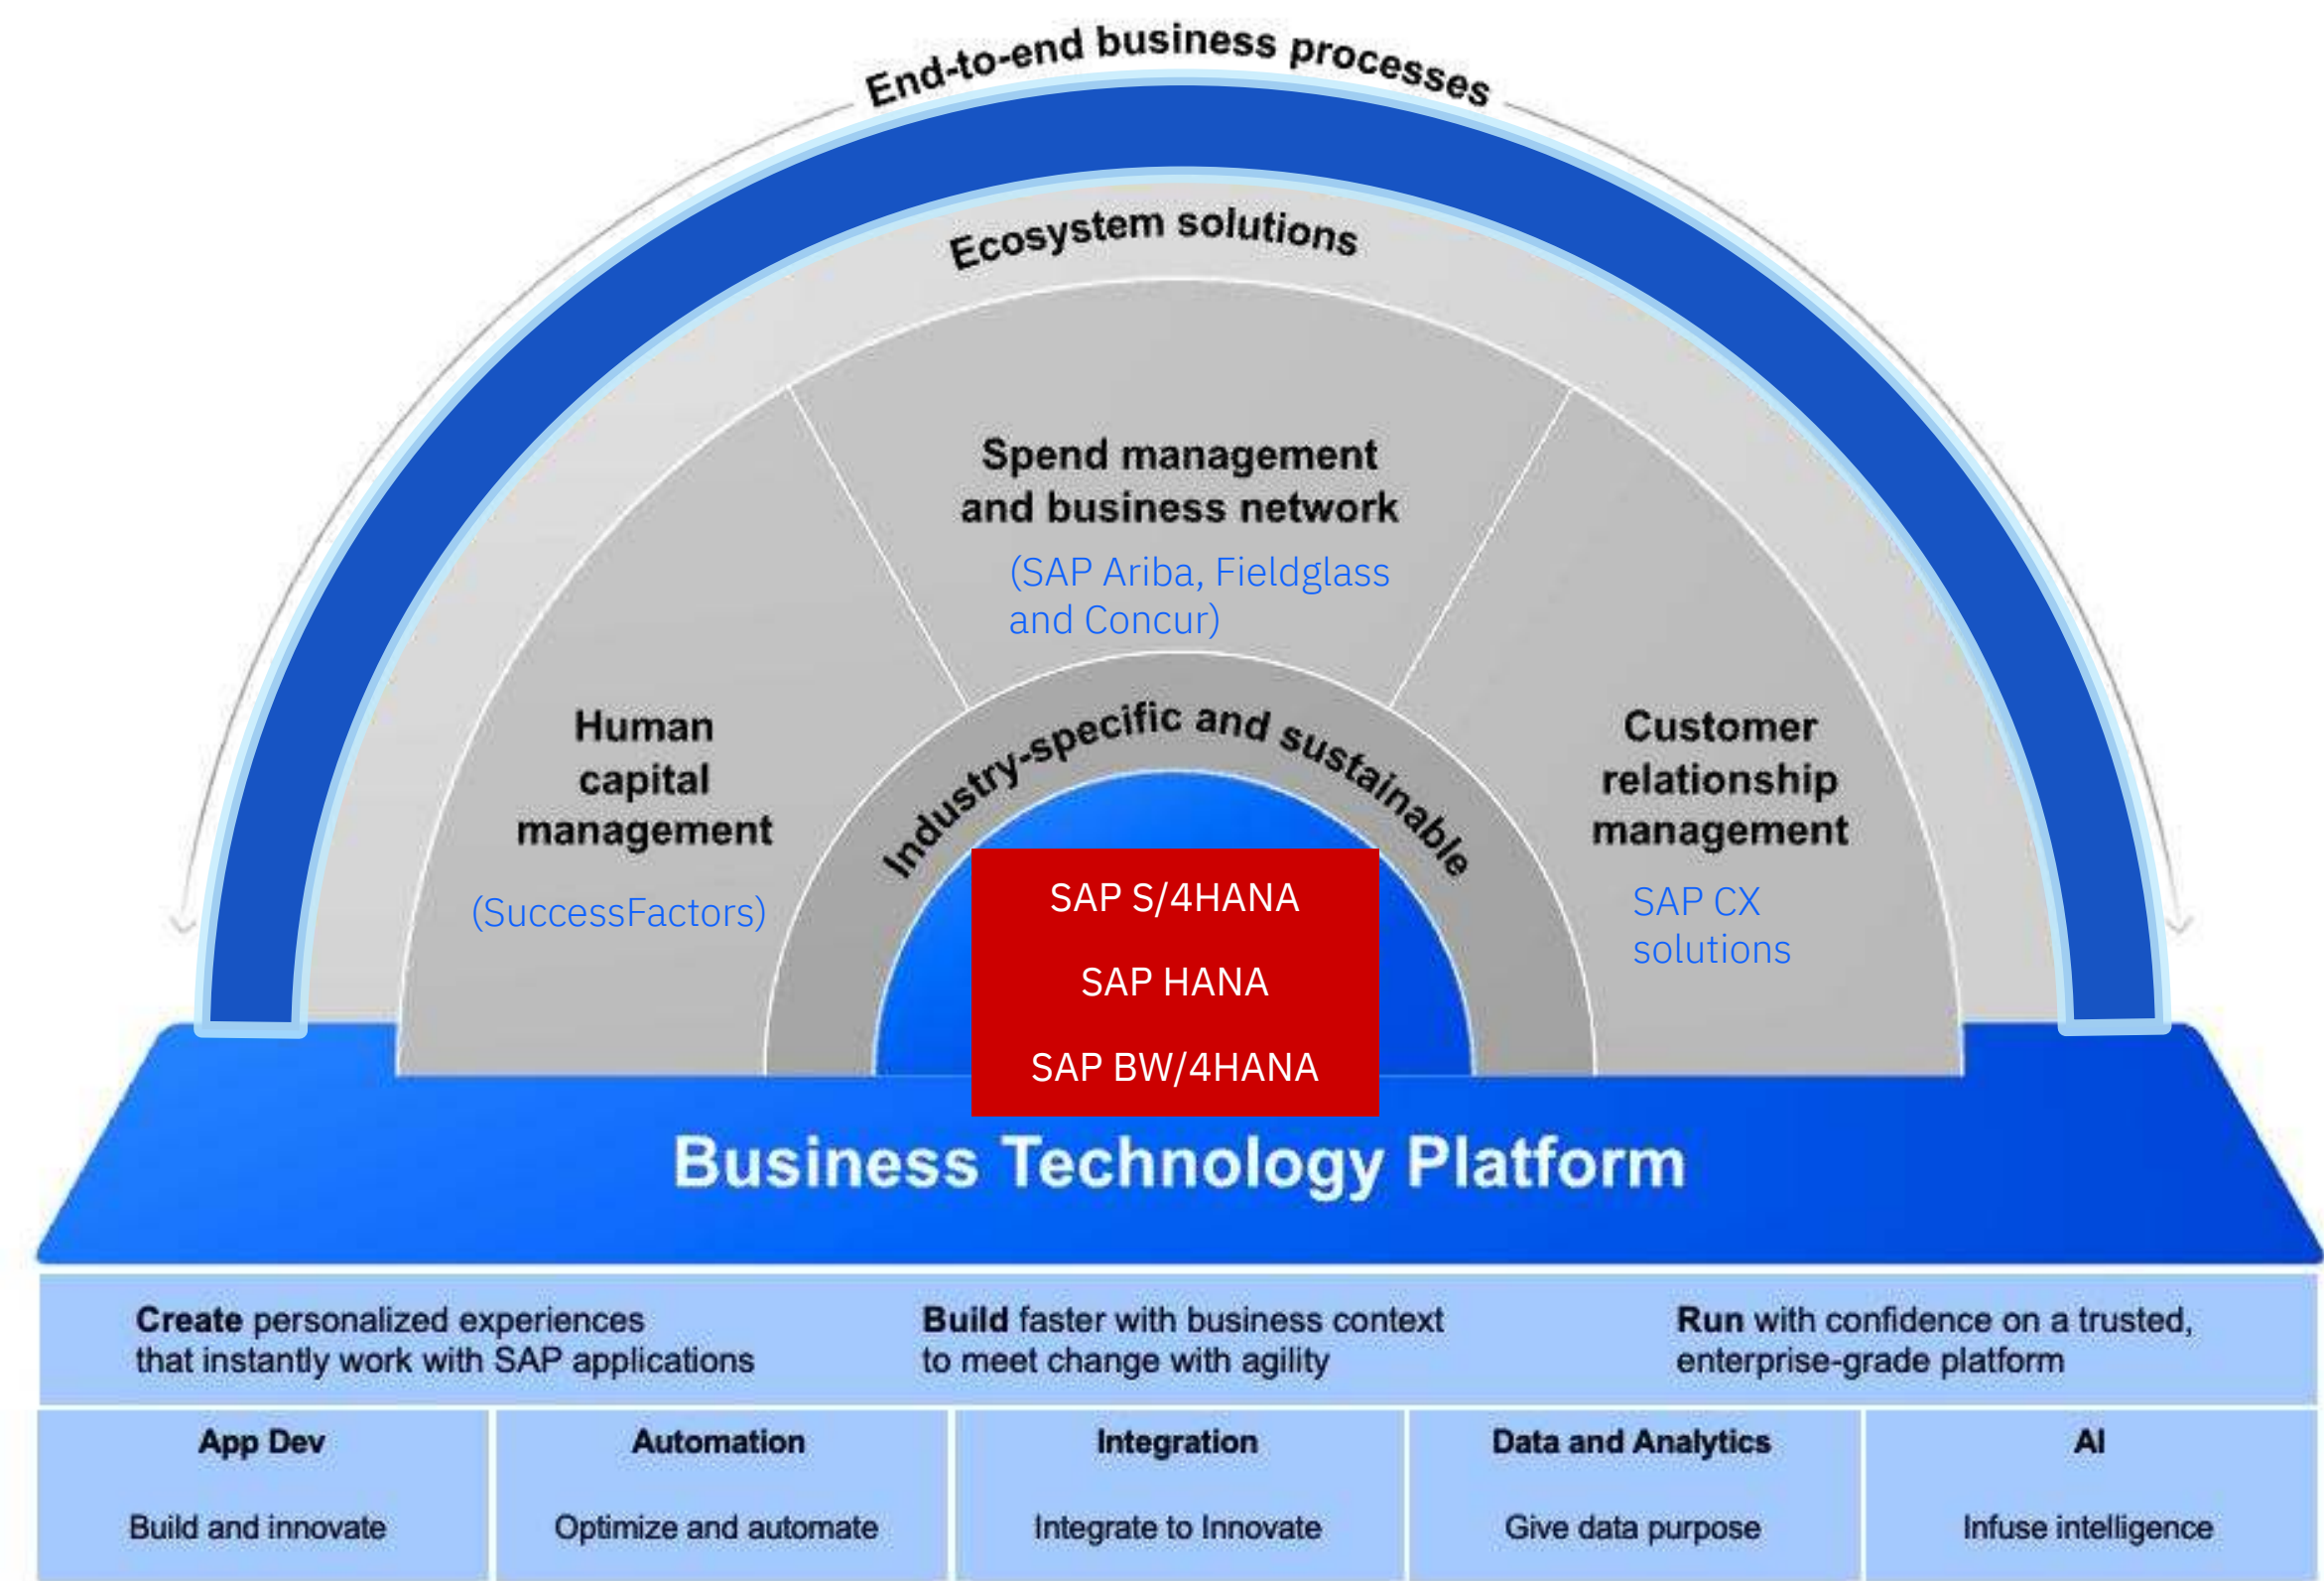 End-to-end business processes
Ecosystem solutions
Spend management
and business network
(SAP Ariba, Fieldglass
and Concur)
Human
capital
management
(SuccessFactors)
Industry-specific and sustainable
Customer
relationship
management
SAP CX
solutions
SAP S/4HANA
SAP HANA
SAP BW/4HANA
Business Technology Platform
Create personalized experiences
that instantly work with SAP applications
Build faster with business context
to meet change with agility
Run with confidence on a trusted,
enterprise-grade platform
App Dev
Build and innovate
Automation
Optimize and automate
Integration
Integrate to Innovate
Data and Analytics
Give data purpose
AI
Infuse intelligence